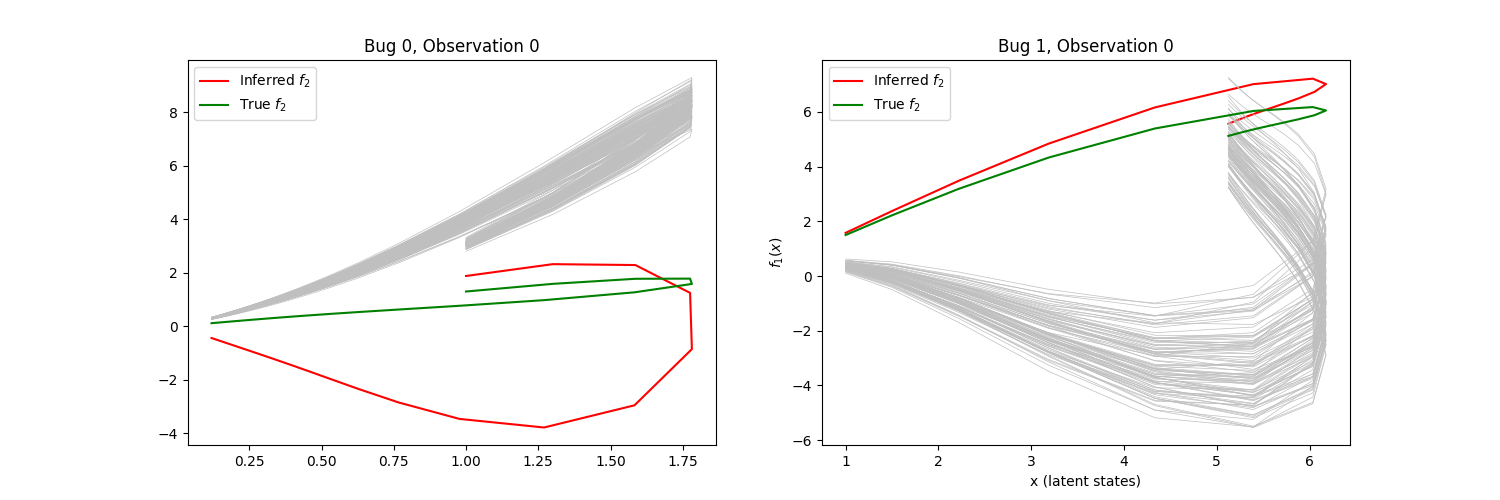 Bug 0, Observation 0
Inferred f₂
True f₂
8
6
4
2
0
−2
−4
0.25 0.50 0.75 1.00 1.25 1.50 1.75
Bug 1, Observation 0
Inferred f₂
True f₂
f₁(x)
6
4
2
0
−2
−4
−6
1 2 3 4 5 6
x (latent states)